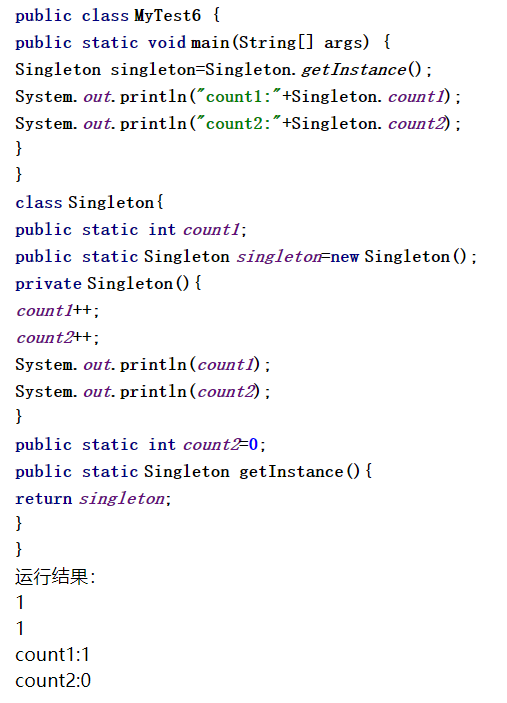 public class MyTest6 {
public static void main(String[] args) {
Singleton singleton=Singleton.getInstance();
System.out.println("count1:"+Singleton.count1);
System.out.println("count2:"+Singleton.count2);
}
}
class Singleton{
public static int count1;
public static Singleton singleton=new Singleton();
private Singleton(){
count1++;
count2++;
System.out.println(count1);
System.out.println(count2);
}
public static int count2=0;
public static Singleton getInstance(){
return singleton;
}
}
运行结果:
1
1
count1:1
count2:0